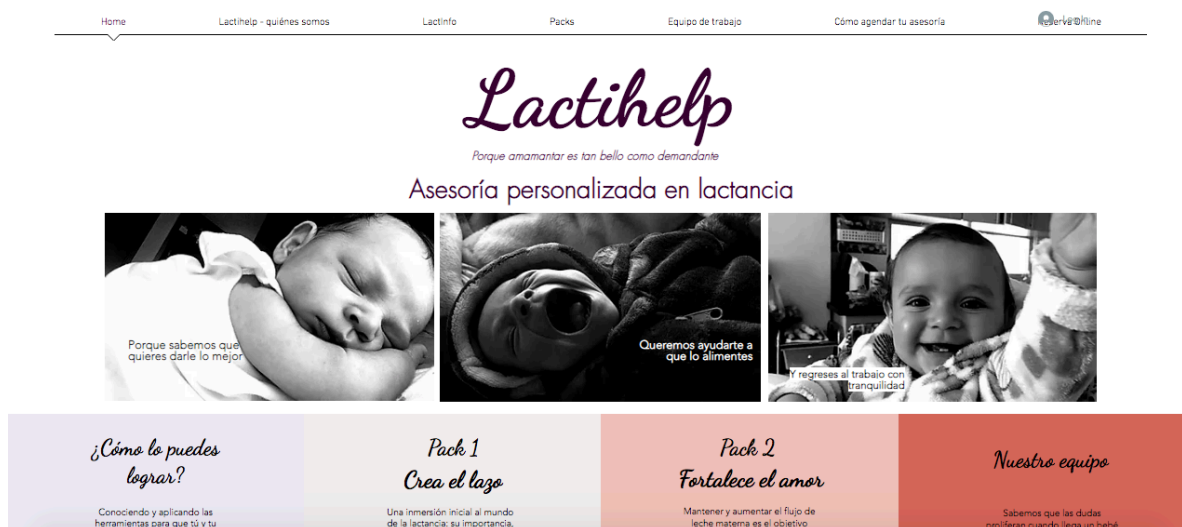 Home
Lactihelp - quiénes somos
LactInfo
Packs
Equipo de trabajo
Cómo agendar tu asesoría
Reserva Online
Lactihelp
Porque amamantar es tan bello como demandante
Asesoría personalizada en lactancia
Porque sabemos que
quieres darle lo mejor
Queremos ayudarte a
que lo alimentes
Y regreses al trabajo con
tranquilidad
¿Cómo lo puedes
lograr?
Conociendo y aplicando las
herramientas para que tú y tu
Pack 1
Crea el lazo
Una inmersión inicial al mundo
de la lactancia: su importancia,
Pack 2
Fortalece el amor
Mantener y aumentar el flujo de
leche materna es el objetivo
Nuestro equipo
Sabemos que las dudas
proliferan cuando llega un bebé